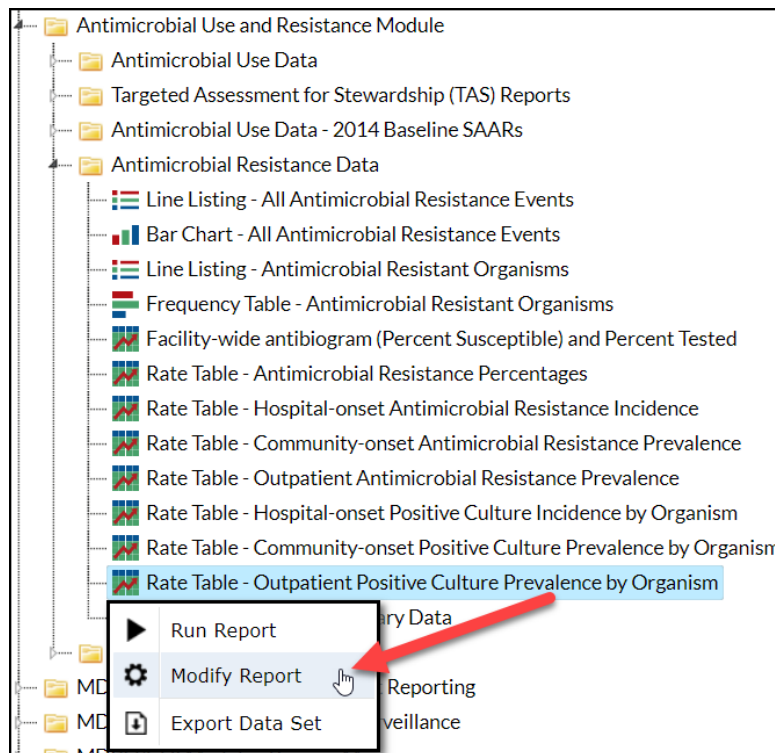 Antimicrobial Use and Resistance Module
Antimicrobial Use Data
Targeted Assessment for Stewardship (TAS) Reports
Antimicrobial Use Data - 2014 Baseline SAARs
Antimicrobial Resistance Data
Line Listing - All Antimicrobial Resistance Events
Bar Chart - All Antimicrobial Resistance Events
Line Listing - Antimicrobial Resistant Organisms
Frequency Table - Antimicrobial Resistant Organisms
Facility-wide antibiogram (Percent Susceptible) and Percent Tested
Rate Table - Antimicrobial Resistance Percentages
Rate Table - Hospital-onset Antimicrobial Resistance Incidence
Rate Table - Community-onset Antimicrobial Resistance Prevalence
Rate Table - Outpatient Antimicrobial Resistance Prevalence
Rate Table - Hospital-onset Positive Culture Incidence by Organism
Rate Table - Community-onset Positive Culture Prevalence by Organism
Rate Table - Outpatient Positive Culture Prevalence by Organism
Data
Run Report
Modify Report
Reporting
Export Data Set